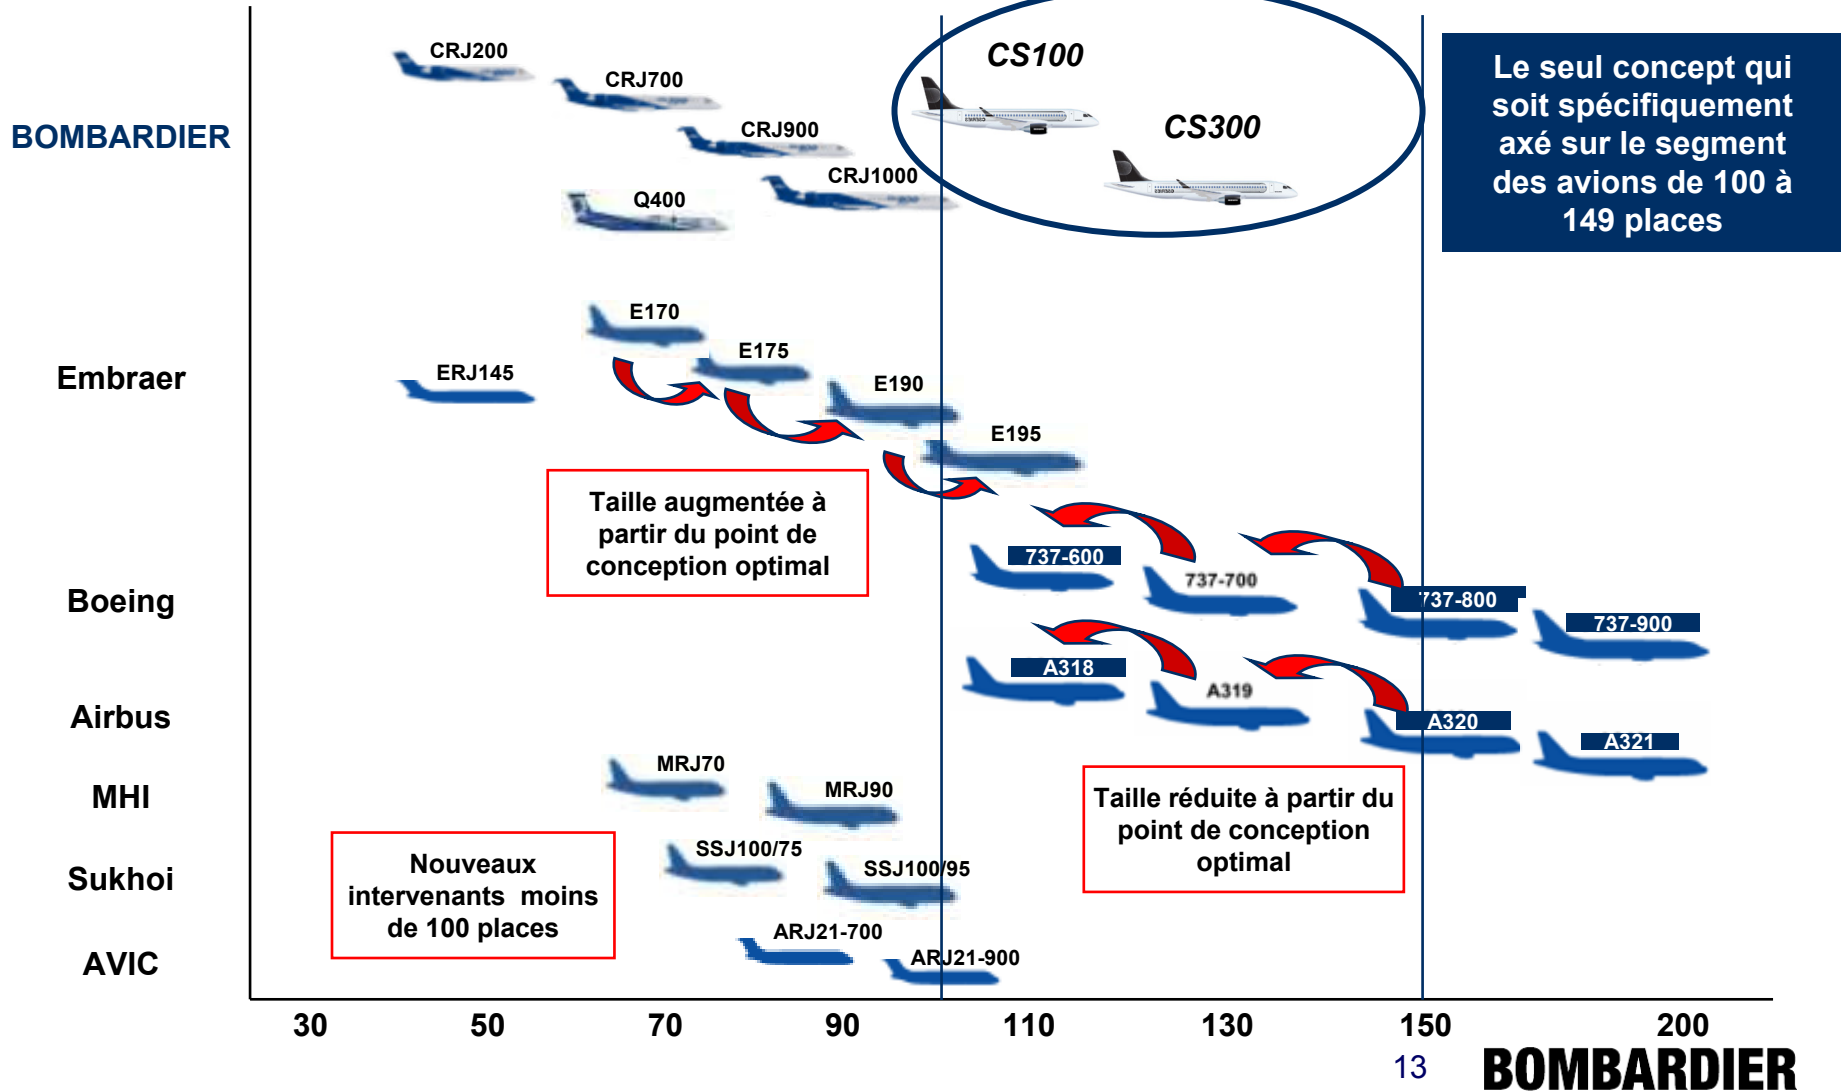 CRJ200
CRJ700
CRJ900
CRJ1000
Q400
BOMBARDIER
CS100
CS300
Le seul concept qui
soit spécifiquement
axé sur le segment
des avions de 100 à
149 places
Embraer
E170
E175
ERJ145
E190
E195
Taille augmentée à
partir du point de
conception optimal
Boeing
737-600
737-700
737-800
737-900
Airbus
A318
A319
A320
A321
MHI
MRJ70
MRJ90
Taille réduite à partir du
point de conception
optimal
Sukhoi
SSJ100/75
SSJ100/95
Nouveaux
intervenants moins
de 100 places
AVIC
ARJ21-700
ARJ21-900
30 50 70 90 110 130 150 200
13
BOMBARDIER